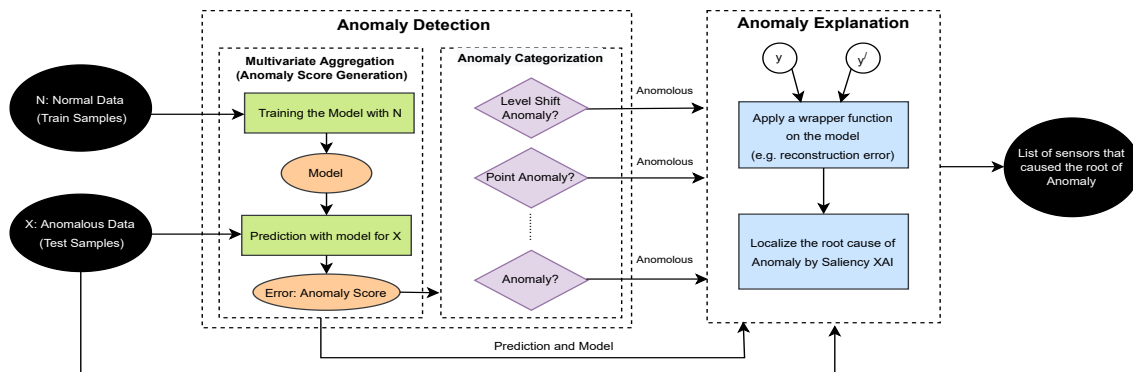 Anomaly Detection
Anomaly Explanation
N: Normal Data
(Train Samples)
X: Anomalous Data
(Test Samples)
Multivariate Aggregation
(Anomaly Score Generation)
Training the Model with N
Model
Prediction with model for X
Error: Anomaly Score
Anomaly Categorization
Level Shift
Anomaly?
Point Anomaly?
Anomaly?
Anomolous
Anomolous
Anomolous
y
y/
Apply a wrapper function
on the model
(e.g. reconstruction error)
Localize the root cause of
Anomaly by Saliency XAI
List of sensors that
caused the root of
Anomaly
Prediction and Model